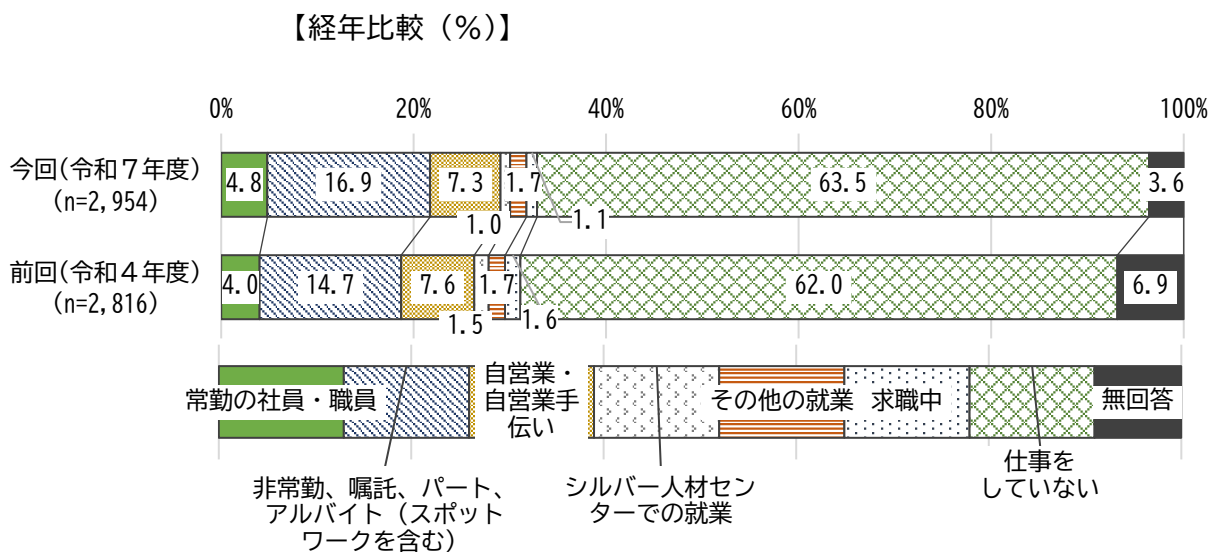 【経年比較（％）】
0% 20% 40% 60% 80% 100%
今回(令和７年度)
(n=2,954)
4.8 16.9 7.3 1.7 63.5 3.6
1.0 1.1
前回(令和４年度)
(n=2,816)
4.0 14.7 7.6 1.7 62.0 6.9
1.5 1.6
常勤の社員・職員
自営業・
自営業手
伝い
その他の就業
求職中
無回答
非常勤、嘱託、パート、
アルバイト（スポット
ワークを含む）
シルバー人材セン
ターでの就業
仕事を
していない